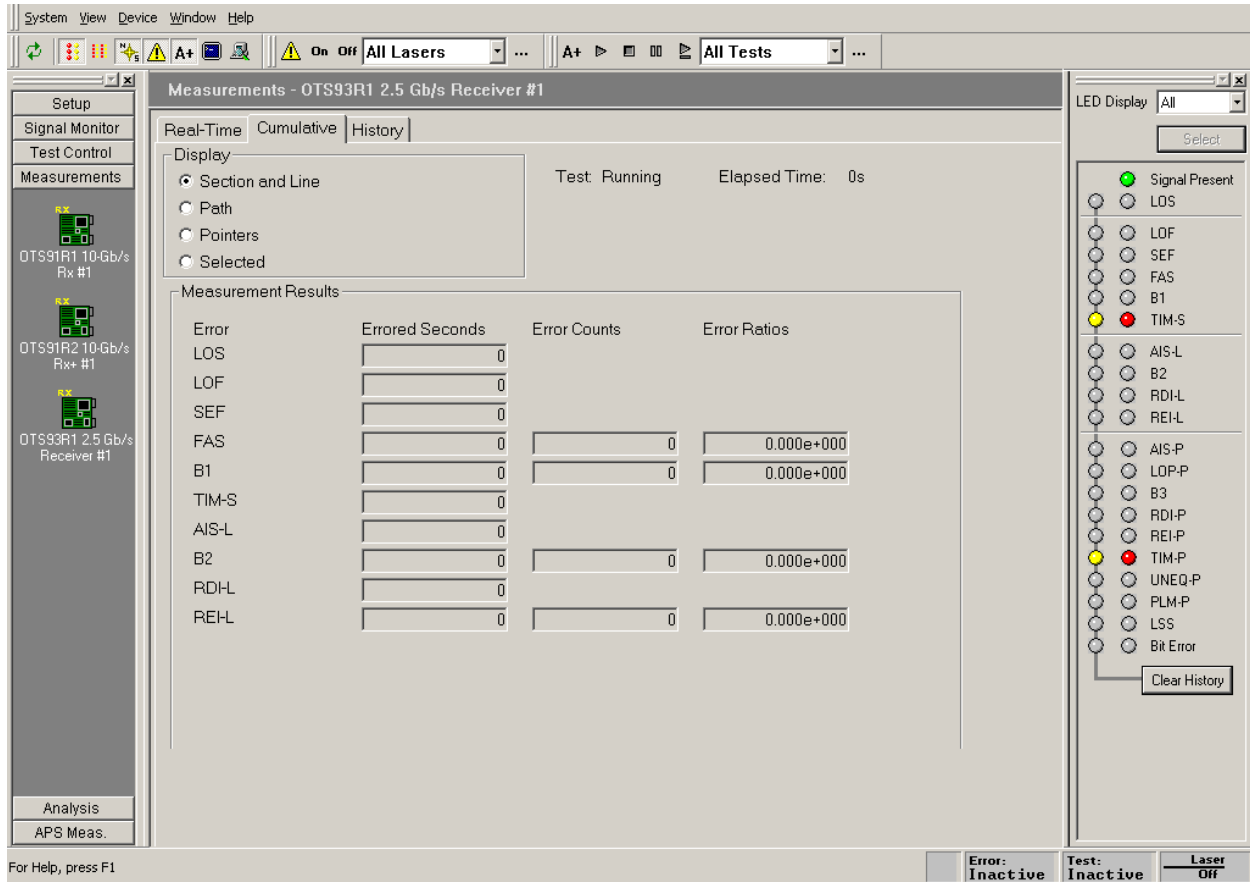 System View Device Window Help
A+ On Off All Lasers ... A+ All Tests ...
Setup
Signal Monitor
Test Control
Measurements
RX
OTS91R1 10-Gb/s
Rx #1
RX
OTS91R2 10-Gb/s
Rx+ #1
RX
OTS93R1 2.5 Gb/s
Receiver #1
Analysis
APS Meas.
Measurements - OTS93R1 2.5 Gb/s Receiver #1
Real-Time Cumulative History
Display
Section and Line
Path
Pointers
Selected
Test: Running Elapsed Time: 0s
Measurement Results
Error Errored Seconds Error Counts Error Ratios
LOS 0
LOF 0
SEF 0
FAS 0 0 0.000e+000
B1 0 0 0.000e+000
TIM-S 0
AIS-L 0
B2 0 0 0.000e+000
RDI-L 0
REI-L 0 0 0.000e+000
LED Display All
Select
Signal Present
LOS
LOF
SEF
FAS
B1
TIM-S
AIS-L
B2
RDI-L
REI-L
AIS-P
LOP-P
B3
RDI-P
REI-P
TIM-P
UNEQ-P
PLM-P
LSS
Bit Error
Clear History
For Help, press F1
Error: Inactive
Test: Inactive
Laser Off